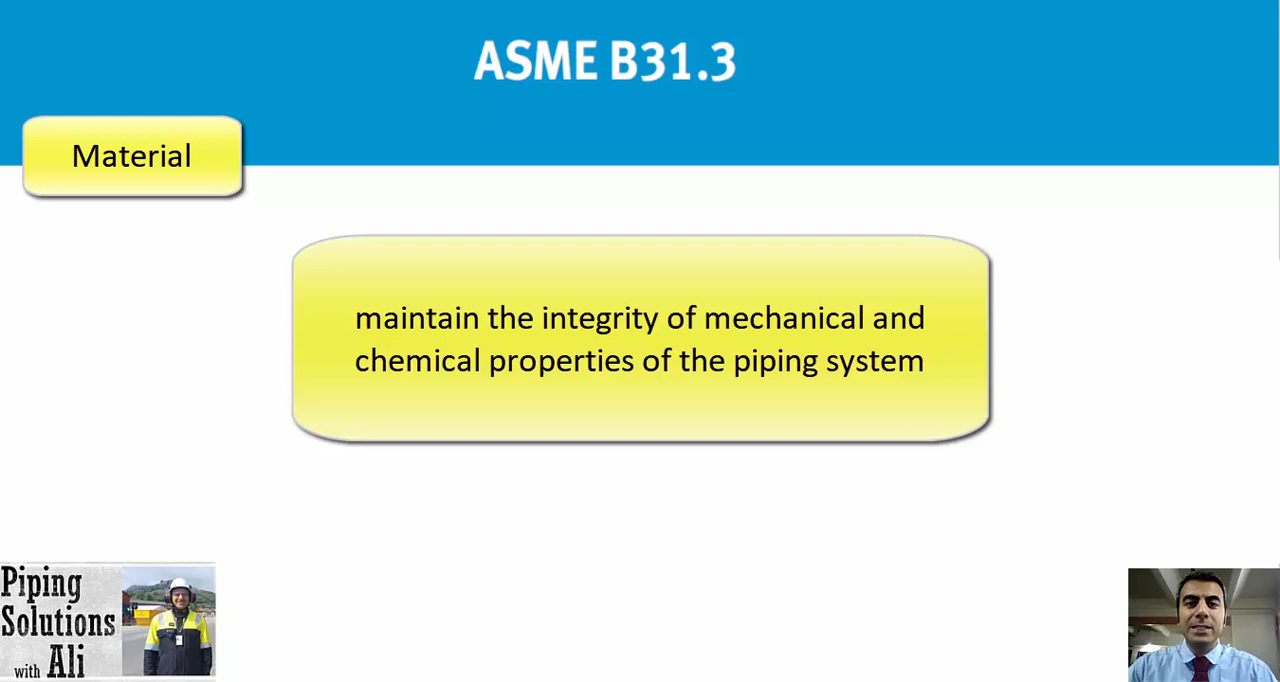 ASME B31.3
Material
maintain the integrity of mechanical and
chemical properties of the piping system
Piping
Solutions
with Ali